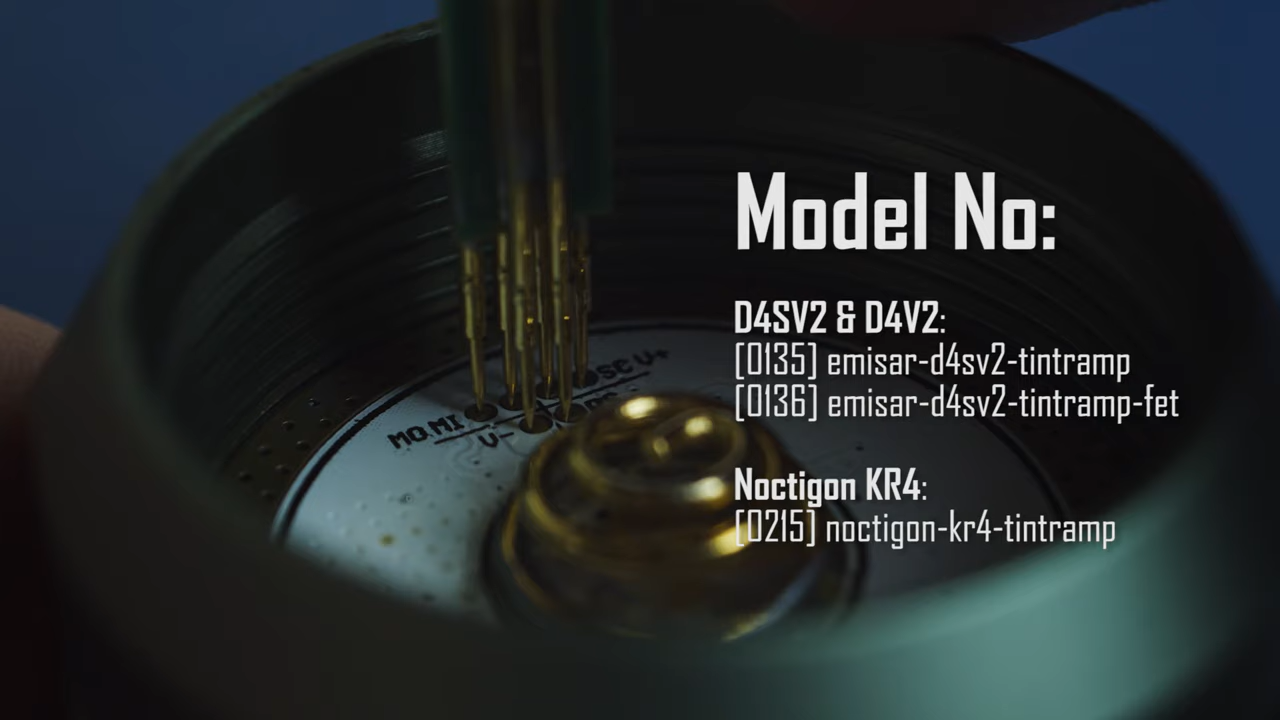 Model No:
D4SV2 & D4V2:
[0135] emisar-d4sv2-tintramp
[0136] emisar-d4sv2-tintramp-fet
Noctigon KR4:
[0215] noctigon-kr4-tintramp
MO.MI
V-
SC V+